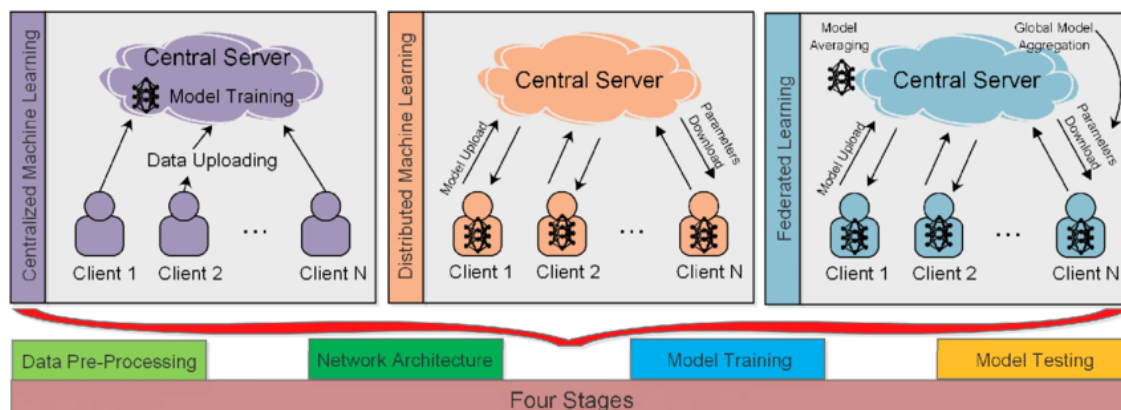 Centralized Machine Learning
Central Server
Model Training
Data Uploading
Client 1
Client 2
...
Client N
Distributed Machine Learning
Central Server
Model Upload
Parameters
Download
Client 1
Client 2
...
Client N
Federated Learning
Model
Averaging
Global Model
Aggregation
Central Server
Model Upload
Parameters
Download
Client 1
Client 2
...
Client N
Data Pre-Processing
Network Architecture
Model Training
Model Testing
Four Stages